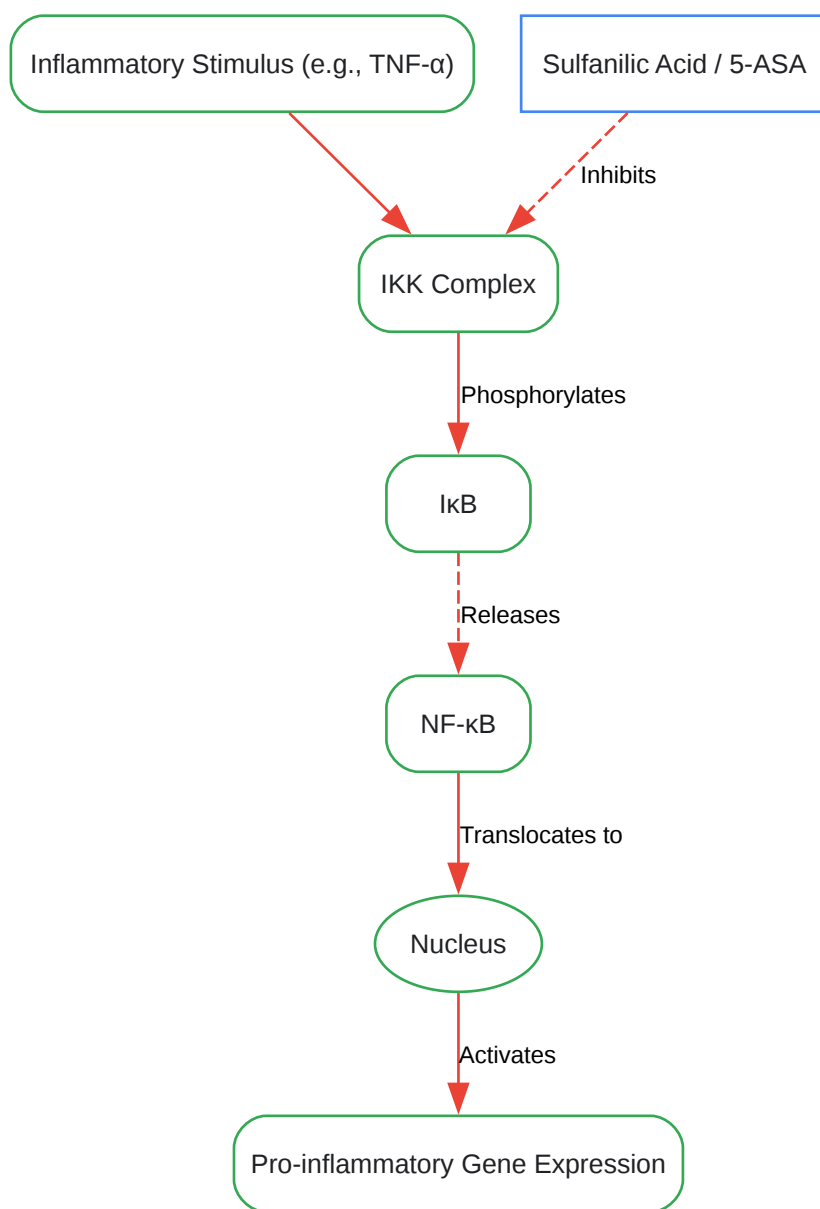 Inflammatory Stimulus (e.g., TNF-α)
Sulfanilic Acid / 5-ASA
Inhibits
IKK Complex
Phosphorylates
IκB
Releases
NF-κB
Translocates to
Nucleus
Activates
Pro-inflammatory Gene Expression